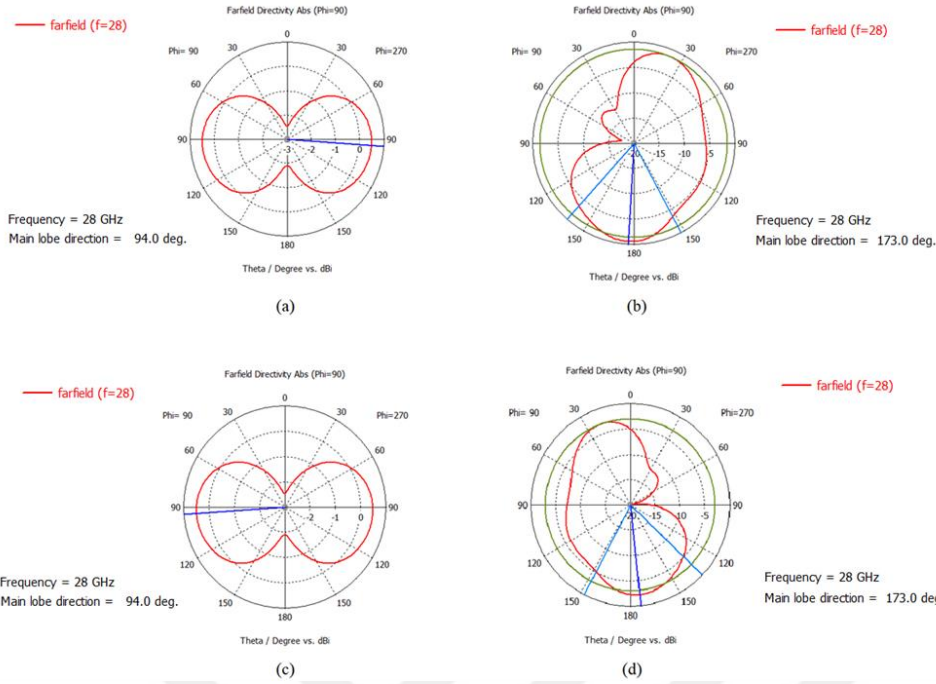 Farfield Directivity Abs (Phi=90)
farfield (f=28)
0
Phi= 90 30 30 Phi=270
60 60
90 -3 -2 -1 0 90
120 120
150 150
180
Frequency = 28 GHz
Main lobe direction = 94.0 deg.
Theta / Degree vs. dBi
(a)
Farfield Directivity Abs (Phi=90)
farfield (f=28)
0
Phi= 90 30 30 Phi=270
60 60
90 -20 -15 -10 -5 90
120 120
150 150
180
Frequency = 28 GHz
Main lobe direction = 173.0 deg.
Theta / Degree vs. dBi
(b)
Farfield Directivity Abs (Phi=90)
farfield (f=28)
0
Phi= 90 30 30 Phi=270
60 60
90 -2 -1 0 90
120 120
150 150
180
Frequency = 28 GHz
Main lobe direction = 94.0 deg.
Theta / Degree vs. dBi
(c)
Farfield Directivity Abs (Phi=90)
farfield (f=28)
0
Phi= 90 30 30 Phi=270
60 60
90 -20 -15 -10 -5 90
120 120
150 150
180
Frequency = 28 GHz
Main lobe direction = 173.0 de
Theta / Degree vs. dBi
(d)